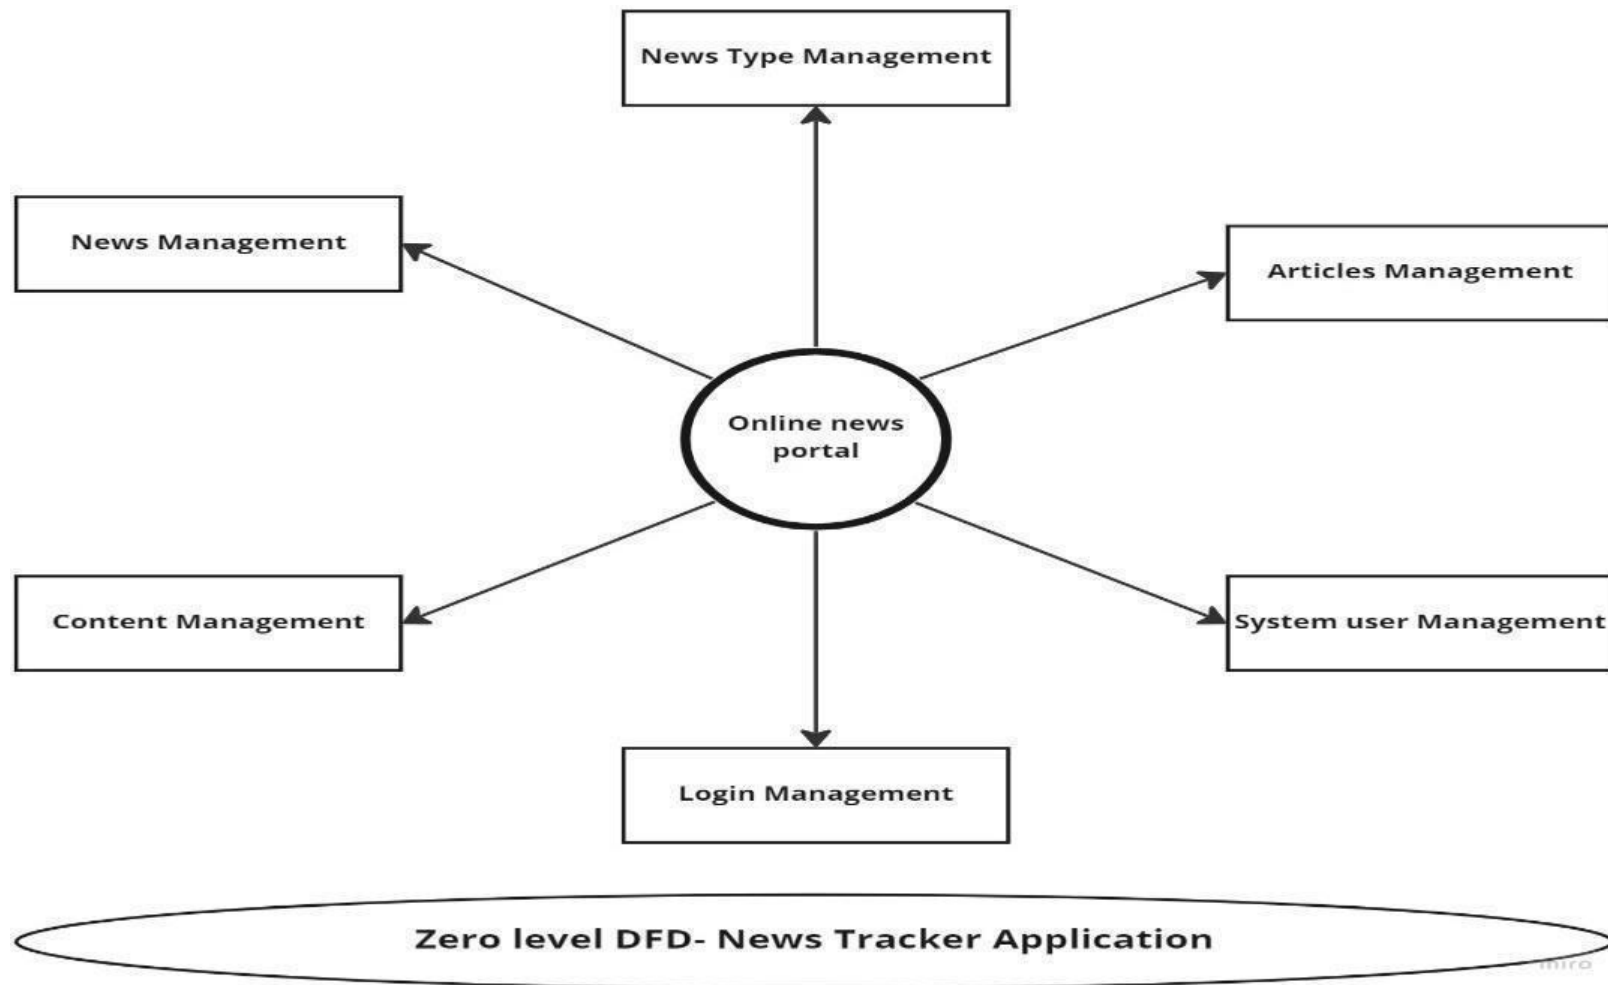 News Type Management
News Management
Articles Management
Online news
portal
Content Management
System user Management
Login Management
Zero level DFD- News Tracker Application
miro